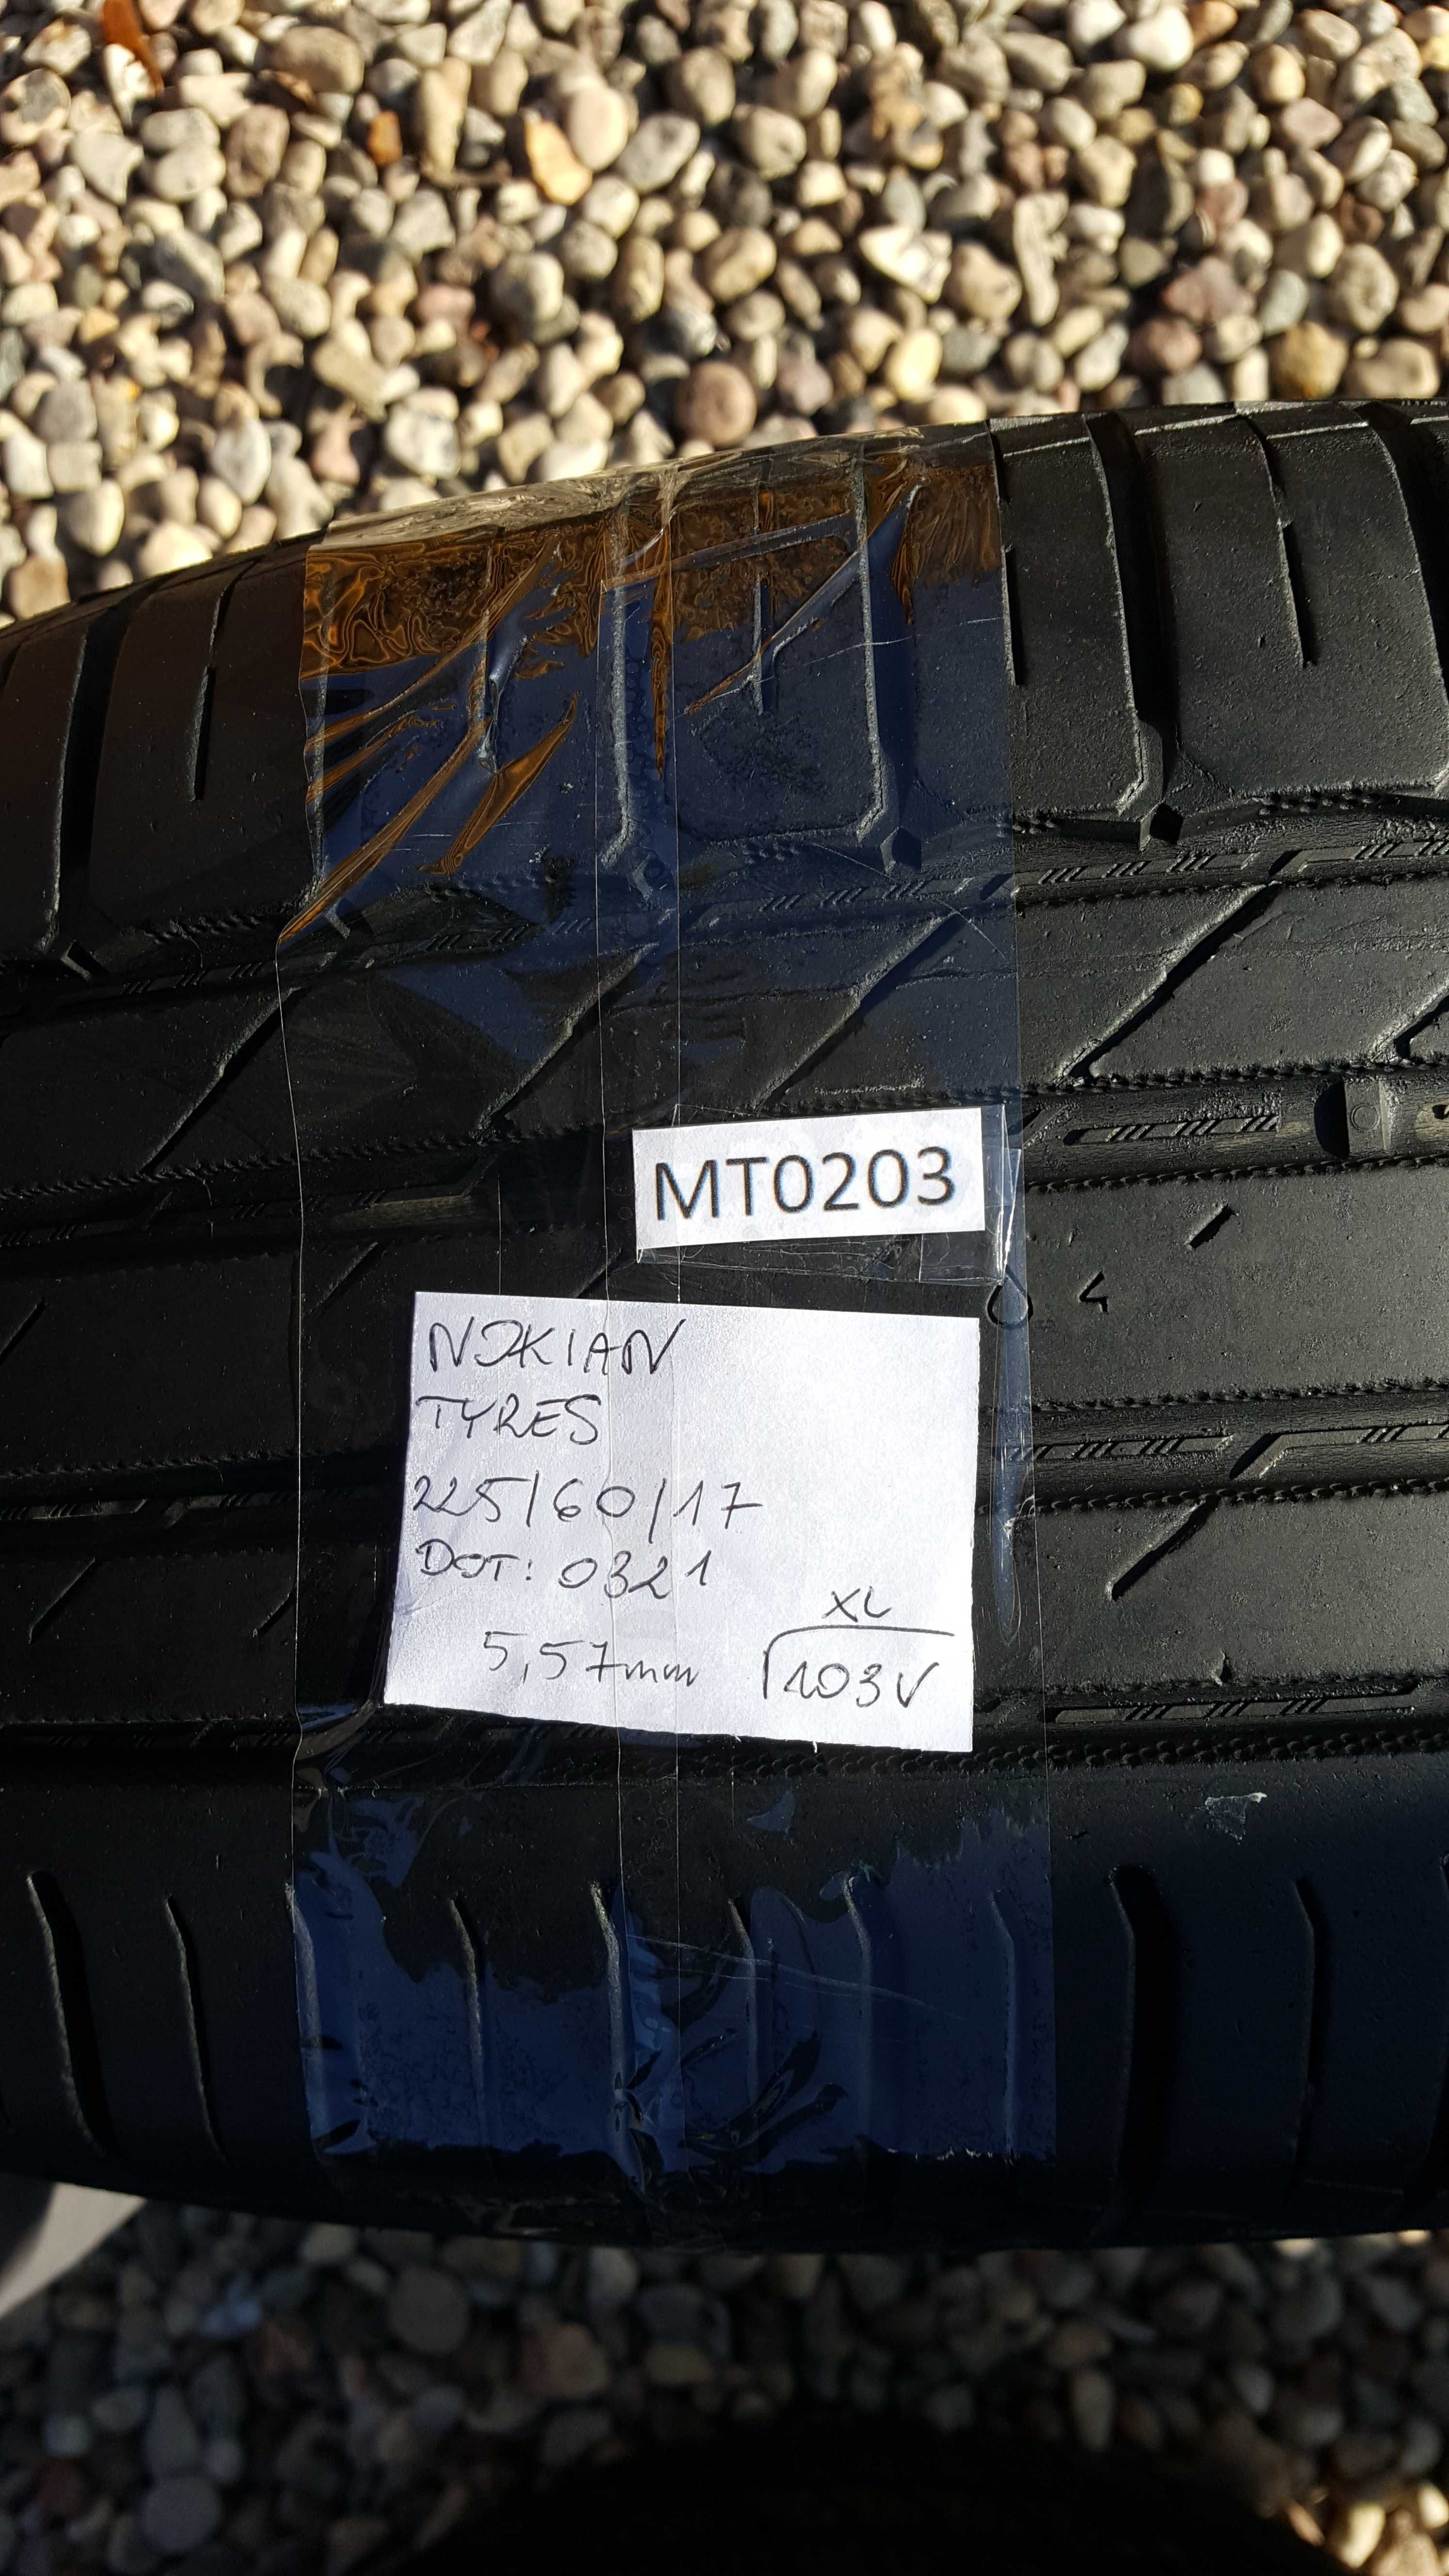 MT0203
NOKIAN
TYRES
225/60/17
DOT: 0321
XL
5,57mm 103V